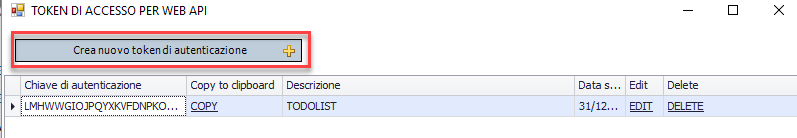 TOKEN DI ACCESSO PER WEB API
Crea nuovo token di autenticazione
Chiave di autenticazione Copy to clipboard Descrizione Data s... Edit Delete
LMHWWGIOJPQYXKVFDNPKO... COPY TODOLIST 31/12... EDIT DELETE